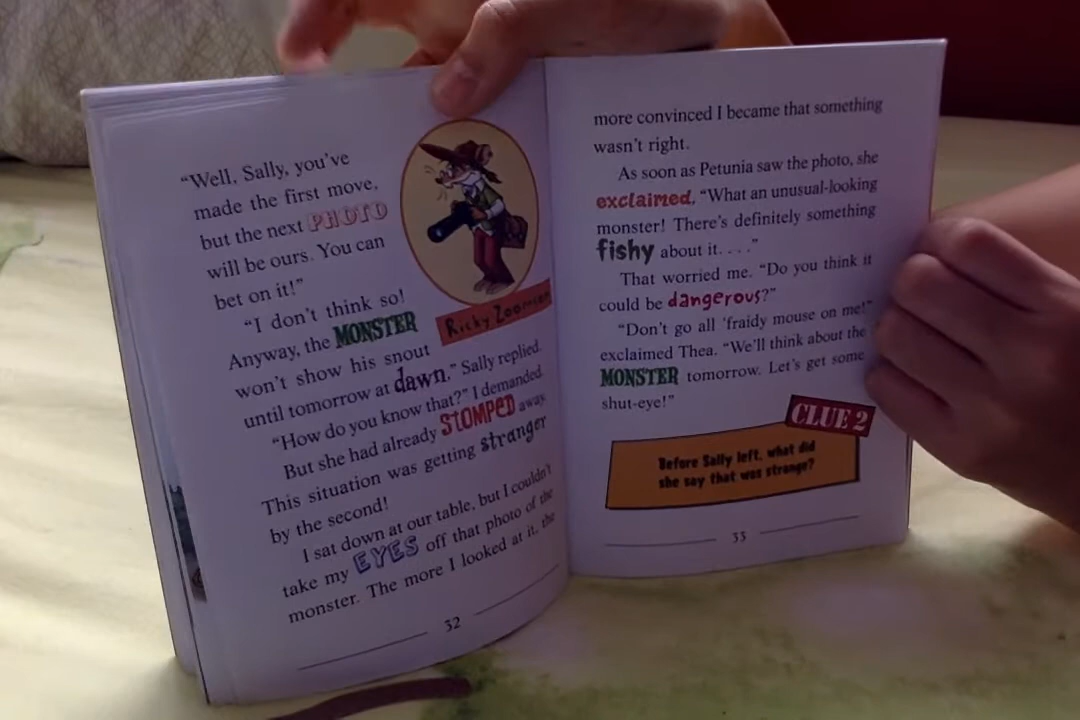 “Well, Sally, you’ve
made the first move,
but the next PHOTO
will be ours. You can
bet on it!”
“I don’t think so!
Anyway, the MONSTER
won’t show his snout
until tomorrow at dawn,” Sally replied.
“How do you know that?” I demanded.
But she had already STOMPED away.
This situation was getting stranger
by the second!
I sat down at our table, but I couldn’t
take my EYES off that photo of the
monster. The more I looked at it, the
Ricky Zoomion
32
more convinced I became that something
wasn’t right.
As soon as Petunia saw the photo, she
exclaimed, “What an unusual-looking
monster! There’s definitely something
fishy about it. . . .”
That worried me. “Do you think it
could be dangerous?”
“Don’t go all ’fraidy mouse on me!”
exclaimed Thea. “We’ll think about the
MONSTER tomorrow. Let’s get some
shut-eye!”
CLUE 2
Before Sally left, what did
she say that was strange?
33